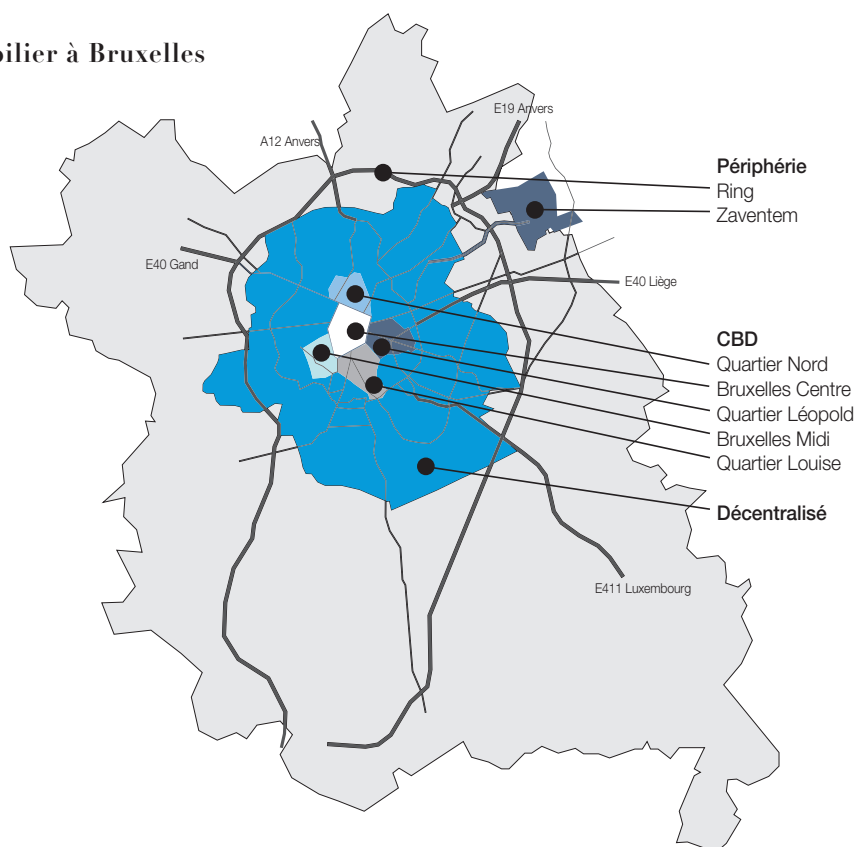 à Bruxelles
E19 Anvers
A12 Anvers
Périphérie
Ring
Zaventem
E40 Gand
E40 Liège
CBD
Quartier Nord
Bruxelles Centre
Quartier Léopold
Bruxelles Midi
Quartier Louise
Décentralisé
E411 Luxembourg